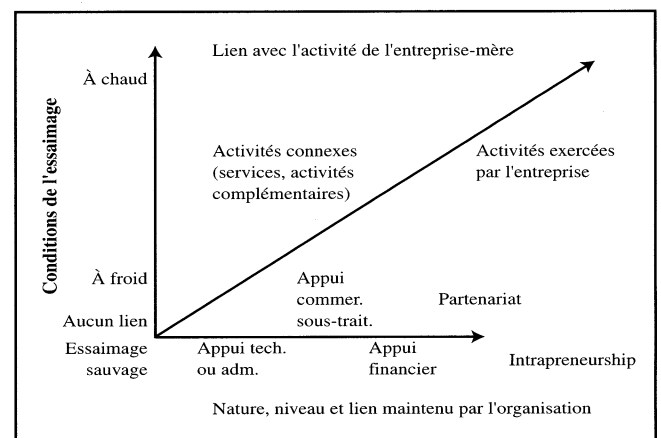 Lien avec l'activité de l'entreprise-mère
À chaud
Conditions de l'essaimage
Activités connexes
(services, activités
complémentaires)
Activités exercées
par l'entreprise
À froid
Appui
commer.
sous-trait.
Partenariat
Aucun lien
Essaimage
sauvage
Appui tech.
ou adm.
Appui
financier
Intrapreneurship
Nature, niveau et lien maintenu par l'organisation